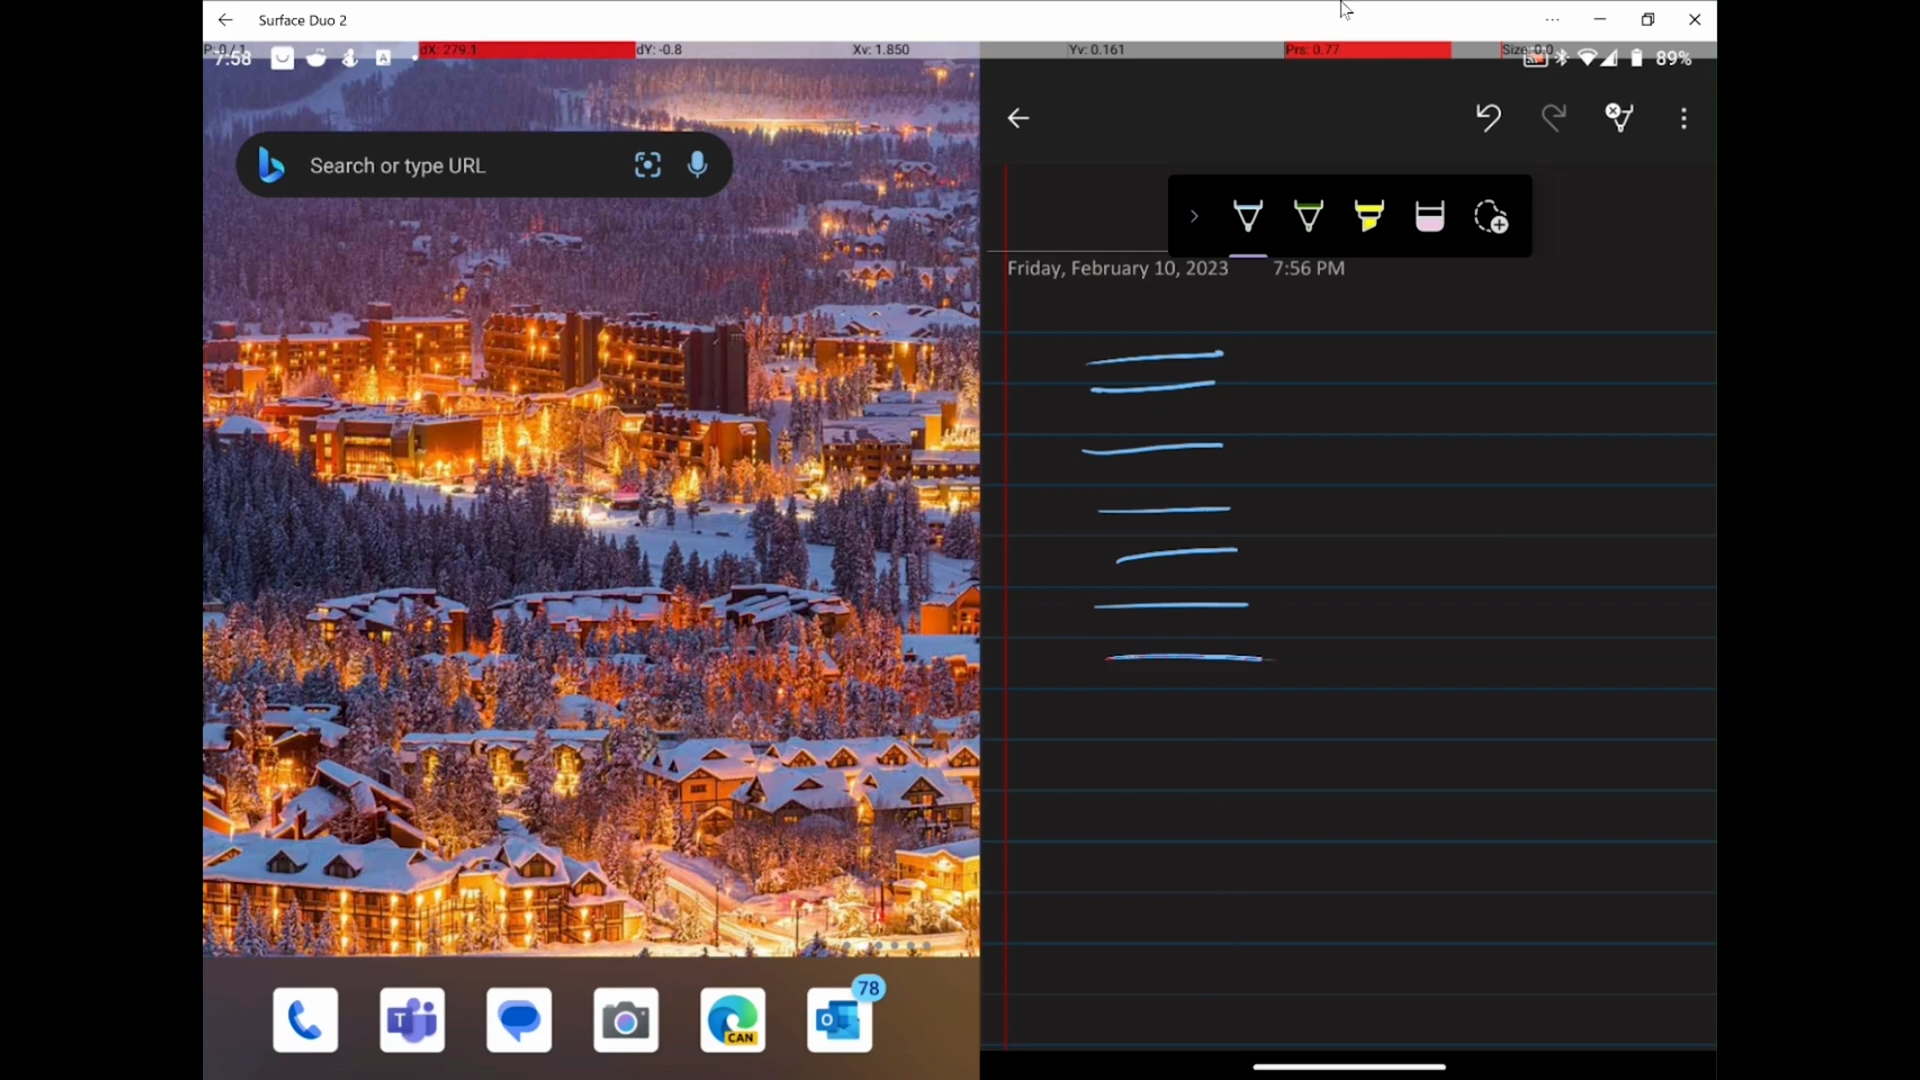 Surface Duo 2
P: 0 / 1 dX: 279.1 dY: -0.8 Xv: 1.850 Yv: 0.161 Prs: 0.77 Size: 0.0
7:58 89%
Search or type URL
Friday, February 10, 2023 7:56 PM
78
T
CAN
O